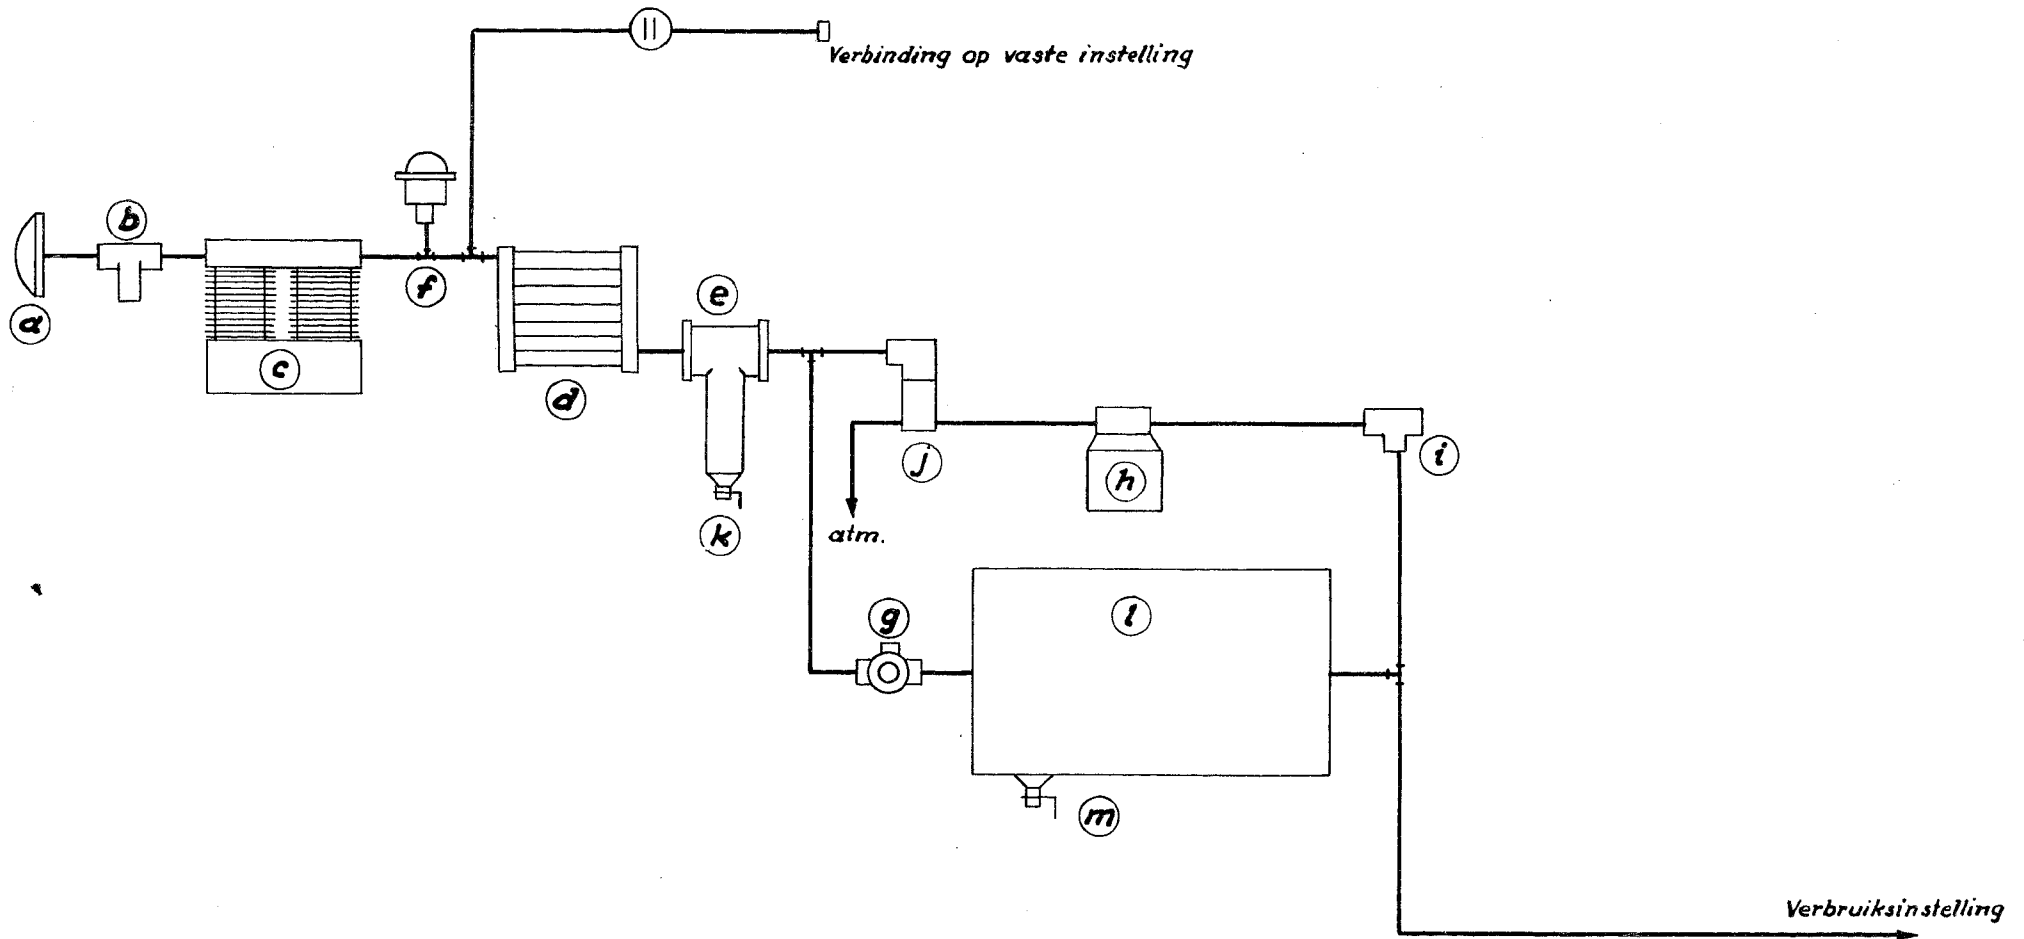 ||
Verbinding op vaste instelling
b
f
a
e
c
d
j
i
h
k
atm.
g
l
m
Verbruiksinstelling